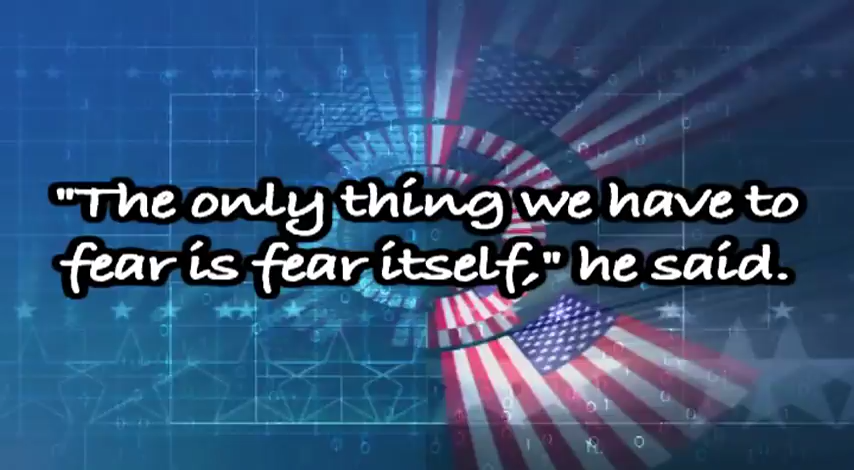 "The only thing we have to
fear is fear itself," he said.